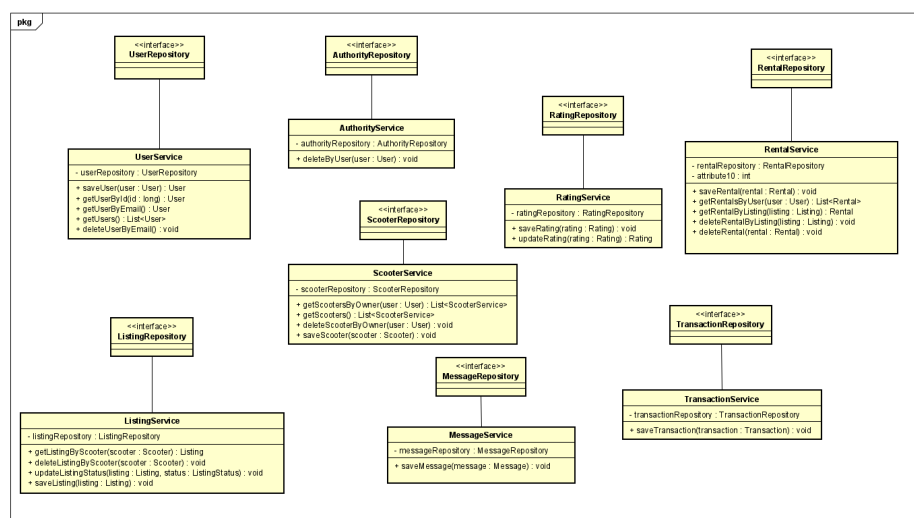 pkg
<<interface>>
UserRepository
UserService
- userRepository : UserRepository
+ saveUser(user : User) : User
+ getUserById(id : long) : User
+ getUserByEmail() : User
+ getUsers() : List<User>
+ deleteUserByEmail() : void
<<interface>>
AuthorityRepository
AuthorityService
- authorityRepository : AuthorityRepository
+ deleteByUser(user : User) : void
<<interface>>
RatingRepository
RatingService
- ratingRepository : RatingRepository
+ saveRating(rating : Rating) : void
+ updateRating(rating : Rating) : Rating
<<interface>>
RentalRepository
RentalService
- rentalRepository : RentalRepository
- attribute10 : int
+ saveRental(rental : Rental) : void
+ getRentalsByUser(user : User) : List<Rental>
+ getRentalByListing(listing : Listing) : Rental
+ deleteRentalByListing(listing : Listing) : void
+ deleteRental(rental : Rental) : void
<<interface>>
ScooterRepository
ScooterService
- scooterRepository : ScooterRepository
+ getScootersByOwner(user : User) : List<ScooterService>
+ getScooters() : List<ScooterService>
+ deleteScooterByOwner(user : User) : void
+ saveScooter(scooter : Scooter) : void
<<interface>>
ListingRepository
ListingService
- listingRepository : ListingRepository
+ getListingByScooter(scooter : Scooter) : Listing
+ deleteListingByScooter(scooter : Scooter) : void
+ updateListingStatus(listing : Listing, status : ListingStatus) : void
+ saveListing(listing : Listing) : void
<<interface>>
MessageRepository
MessageService
- messageRepository : MessageRepository
+ saveMessage(message : Message) : void
<<interface>>
TransactionRepository
TransactionService
- transactionRepository : TransactionRepository
+ saveTransaction(transaction : Transaction) : void